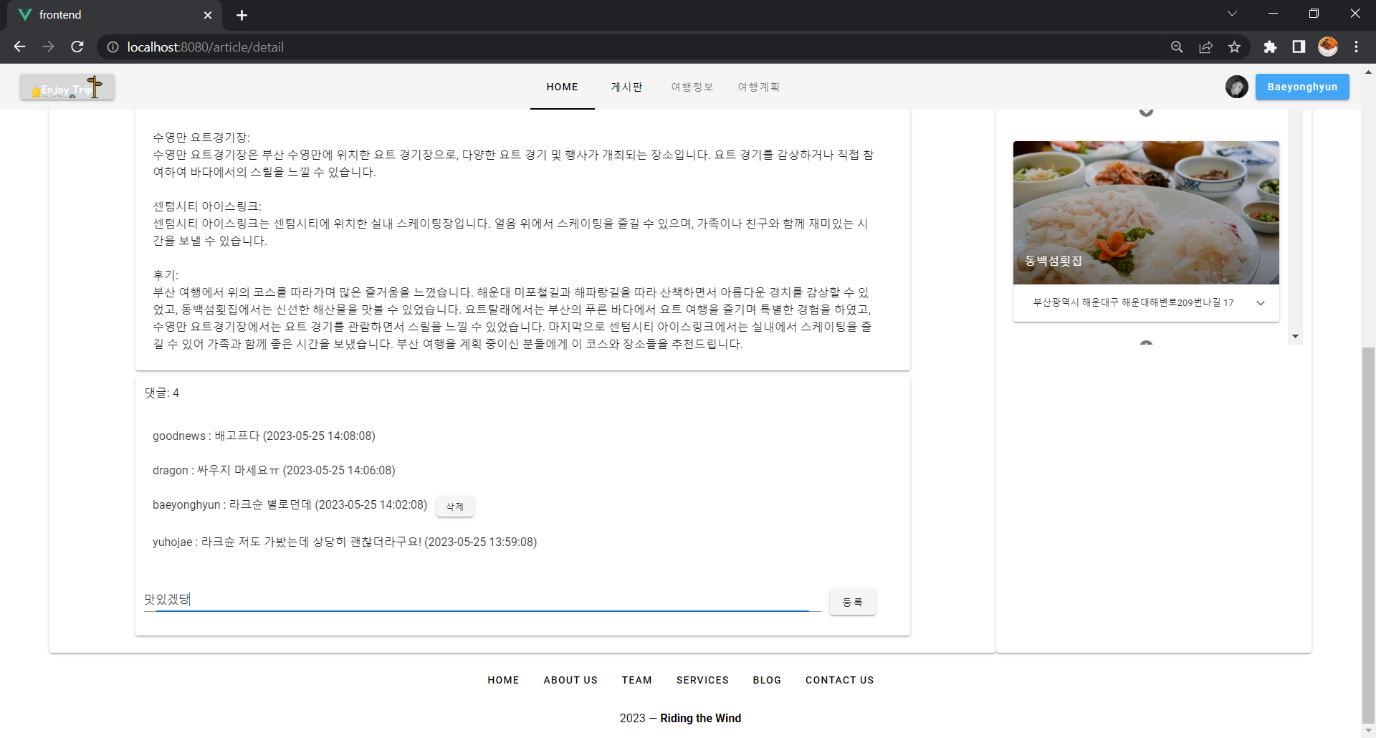 frontend
localhost:8080/article/detail
Enjoy Trip
HOME
게시판
여행정보
여행계획
Baeyonghyun
수영만 요트경기장:
수영만 요트경기장은 부산 수영만에 위치한 요트 경기장으로, 다양한 요트 경기 및 행사가 개최되는 장소입니다. 요트 경기를 감상하거나 직접 참
여하여 바다에서의 스릴을 느낄 수 있습니다.
센텀시티 아이스링크:
센텀시티 아이스링크는 센텀시티에 위치한 실내 스케이팅장입니다. 얼음 위에서 스케이팅을 즐길 수 있으며, 가족이나 친구와 함께 재미있는 시
간을 보낼 수 있습니다.
후기:
부산 여행에서 위의 코스를 따라가며 많은 즐거움을 느꼈습니다. 해운대 미포철길과 해파랑길을 따라 산책하면서 아름다운 경치를 감상할 수 있
었고, 동백섬횟집에서는 신선한 해산물을 맛볼 수 있었습니다. 요트탈래에서는 부산의 푸른 바다에서 요트 여행을 즐기며 특별한 경험을 하였고,
수영만 요트경기장에서는 요트 경기를 관람하면서 스릴을 느낄 수 있었습니다. 마지막으로 센텀시티 아이스링크에서는 실내에서 스케이팅을 즐
길 수 있어 가족과 함께 좋은 시간을 보냈습니다. 부산 여행을 계획 중이신 분들에게 이 코스와 장소들을 추천드립니다.
동백섬횟집
부산광역시 해운대구 해운대해변로209번나길 17
댓글: 4
goodnews : 배고프다 (2023-05-25 14:08:08)
dragon : 싸우지 마세요ㅠ (2023-05-25 14:06:08)
baeyonghyun : 라크슌 별로던데 (2023-05-25 14:02:08)
삭제
yuhojae : 라크슌 저도 가봤는데 상당히 괜찮더라구요! (2023-05-25 13:59:08)
맛있겠댕
등록
HOME
ABOUT US
TEAM
SERVICES
BLOG
CONTACT US
2023 — Riding the Wind